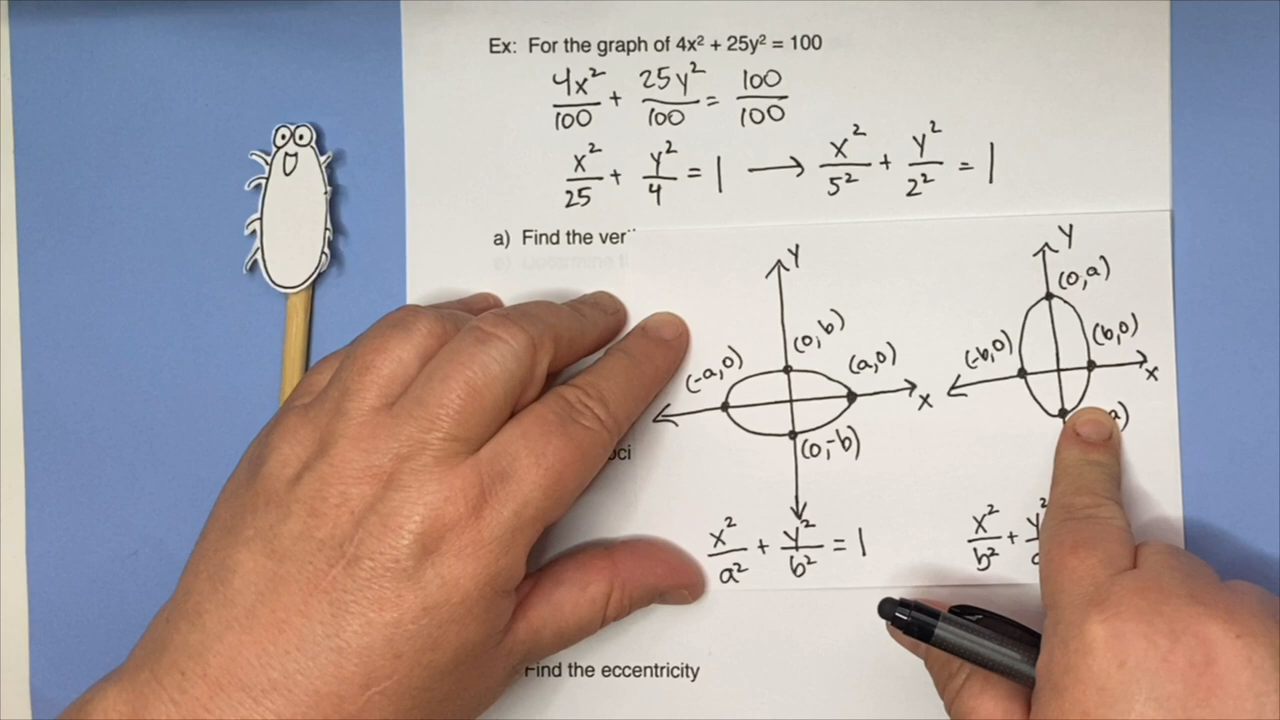 Ex: For the graph of 4x² + 25y² = 100
4x²/100 + 25y²/100 = 100/100
x²/25 + y²/4 = 1 → x²/5² + y²/2² = 1
a) Find the
Y
(0,b)
(-a,0)
(a,0)
X
(0,-b)
x²/a² + y²/b² = 1
Y
(0,a)
(-b,0)
(b,0)
X
a)
x²/b² + y²
Find the eccentricity